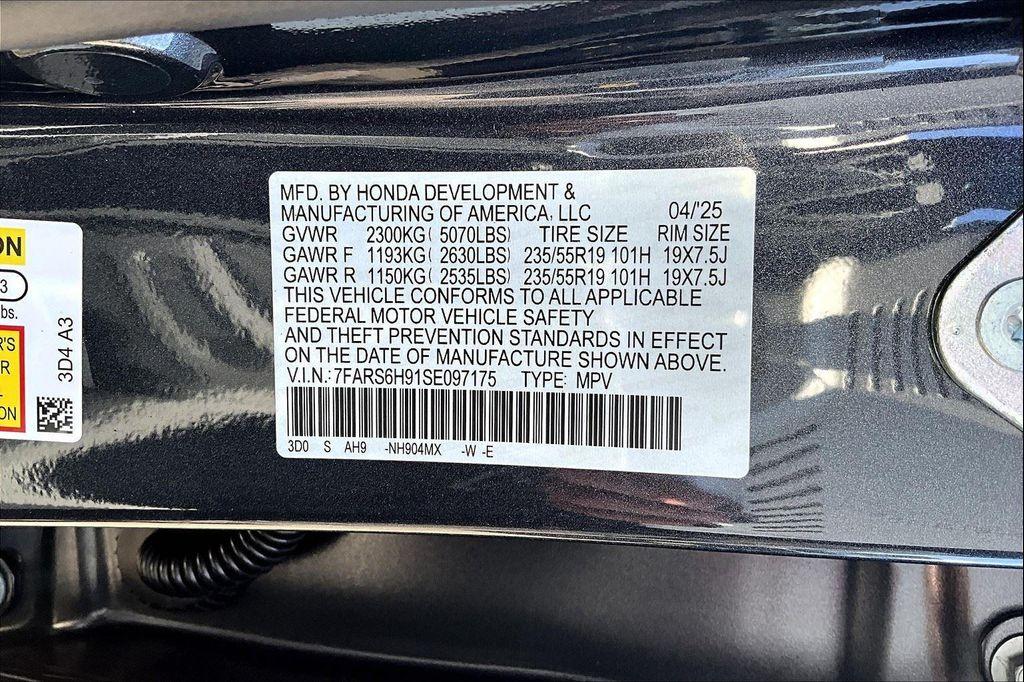 MFD. BY HONDA DEVELOPMENT &
MANUFACTURING OF AMERICA, LLC 04/'25
GVWR 2300KG( 5070LBS) TIRE SIZE RIM SIZE
GAWR F 1193KG( 2630LBS) 235/55R19 101H 19X7.5J
GAWR R 1150KG( 2535LBS) 235/55R19 101H 19X7.5J
THIS VEHICLE CONFORMS TO ALL APPLICABLE
FEDERAL MOTOR VEHICLE SAFETY
AND THEFT PREVENTION STANDARDS IN EFFECT
ON THE DATE OF MANUFACTURE SHOWN ABOVE.
V.I.N.: 7FARS6H91SE097175 TYPE: MPV
3D0 S AH9 -NH904MX -W -E
ON
3
lbs.
R'S
OR
L
ON
3D4 A3